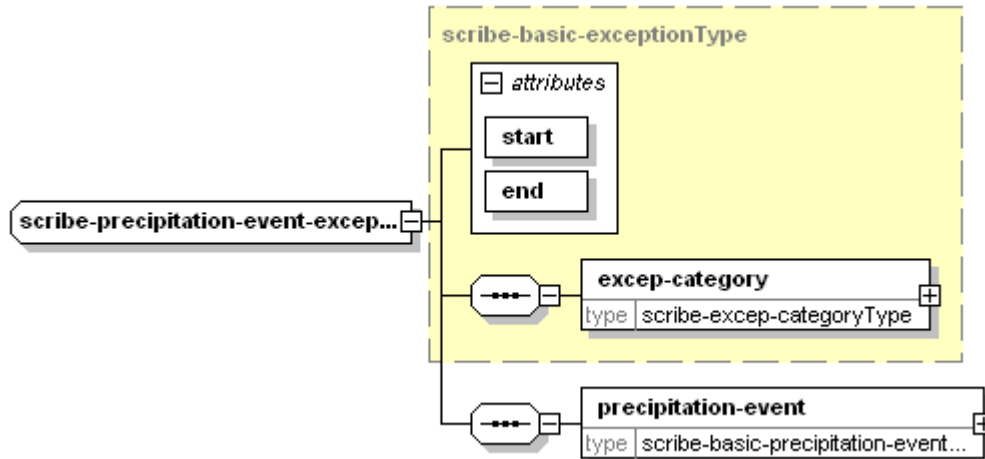 scribe-basic-exceptionType
attributes
start
end
scribe-precipitation-event-excep...
excep-category
type scribe-excep-categoryType
precipitation-event
type scribe-basic-precipitation-event...